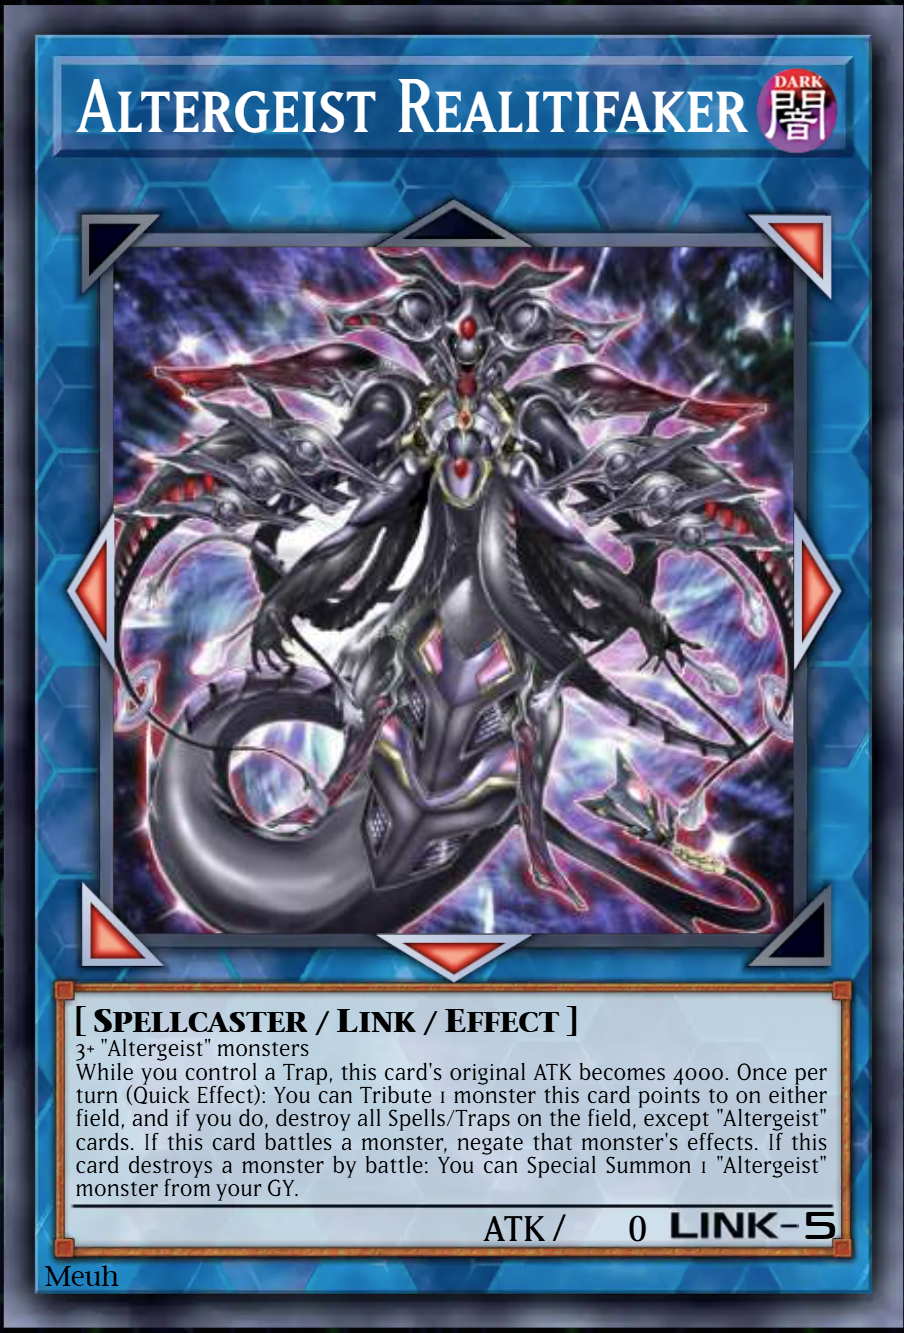 Altergeist Realitifaker
DARK
闇
[ Spellcaster / Link / Effect ]
3+ "Altergeist" monsters
While you control a Trap, this card's original ATK becomes 4000. Once per
turn (Quick Effect): You can Tribute 1 monster this card points to on either
field, and if you do, destroy all Spells/Traps on the field, except "Altergeist"
cards. If this card battles a monster, negate that monster's effects. If this
card destroys a monster by battle: You can Special Summon 1 "Altergeist"
monster from your GY.
ATK / 0 LINK-5
Meuh